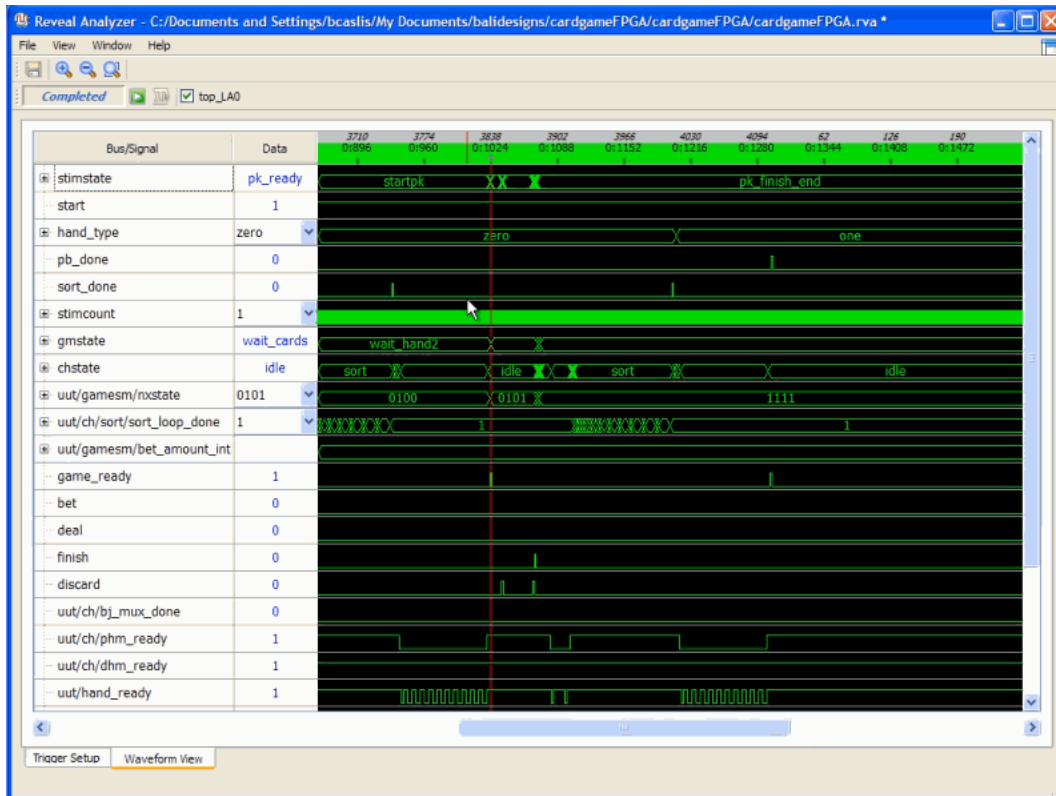 Reveal Analyzer - C:/Documents and Settings/bcaslis/My Documents/balidesigns/cardgameFPGA/cardgameFPGA/cardgameFPGA.rva *
File View Window Help
Completed top_LA0
3710 3774 3838 3902 3966 4030 4094 62 126 190
Bus/Signal Data 0:896 0:960 0:1024 0:1088 0:1152 0:1216 0:1280 0:1344 0:1408 0:1472
stimstate pk_ready startpk pk_finish_end
start 1
hand_type zero zero one
pb_done 0
sort_done 0
stimcount 1
gmstate wait_cards wait_hand2
chstate idle sort idle sort idle
uut/gamesm/nxstate 0101 0100 0101 1111
uut/ch/sort/sort_loop_done 1 1 1
uut/gamesm/bet_amount_int
game_ready 1
bet 0
deal 0
finish 0
discard 0
uut/ch/bj_mux_done 0
uut/ch/phm_ready 1
uut/ch/dhm_ready 1
uut/hand_ready 1
Trigger Setup Waveform View